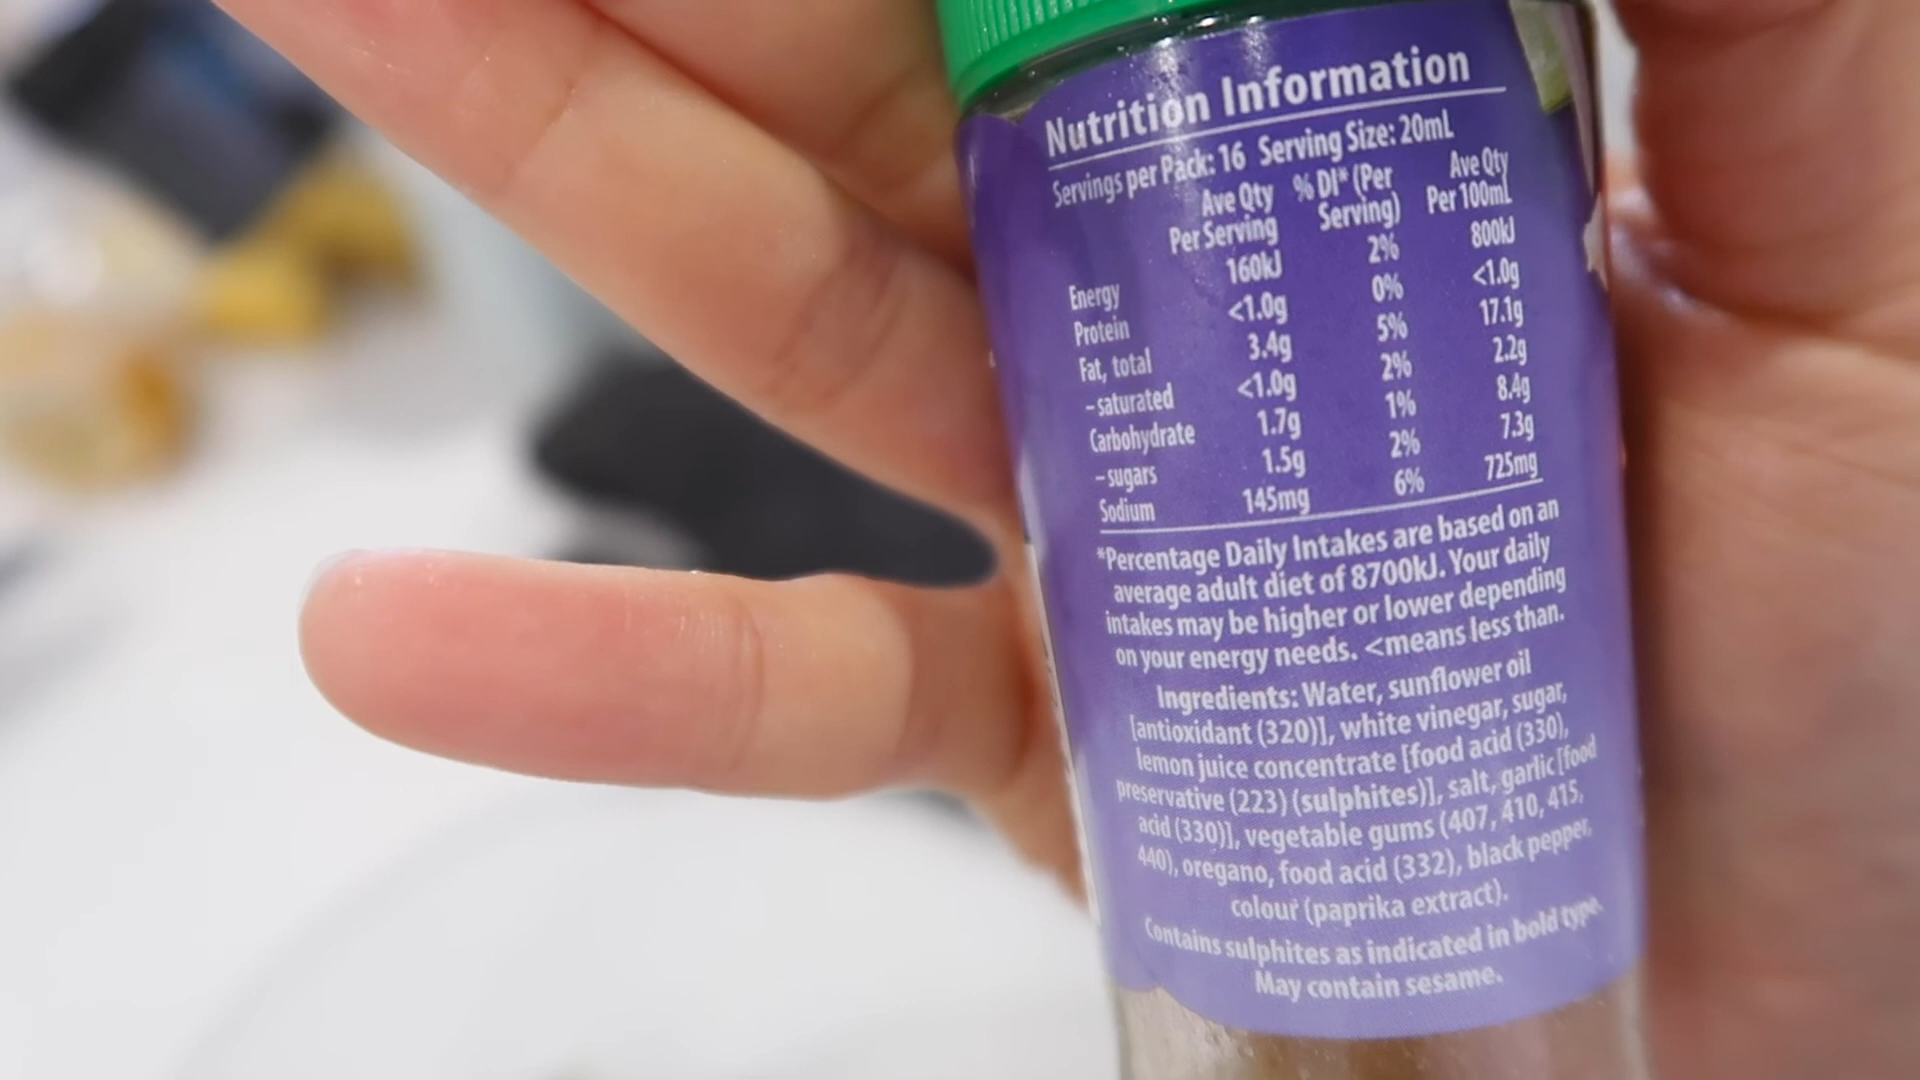 Nutrition Information
Servings per Pack: 16 Serving Size: 20mL
Ave Qty Per Serving % DI* (Per Serving) Ave Qty Per 100mL
Energy 160kJ 2% 800kJ
Protein <1.0g 0% <1.0g
Fat, total 3.4g 5% 17.1g
- saturated <1.0g 2% 2.2g
Carbohydrate 1.7g 1% 8.4g
- sugars 1.5g 2% 7.3g
Sodium 145mg 6% 725mg
*Percentage Daily Intakes are based on an
average adult diet of 8700kJ. Your daily
intakes may be higher or lower depending
on your energy needs. <means less than.
Ingredients: Water, sunflower oil
[antioxidant (320)], white vinegar, sugar,
lemon juice concentrate [food acid (330),
preservative (223) (sulphites)], salt, garlic [food
acid (330)], vegetable gums (407, 410, 415,
440), oregano, food acid (332), black pepper,
colour (paprika extract).
Contains sulphites as indicated in bold type.
May contain sesame.